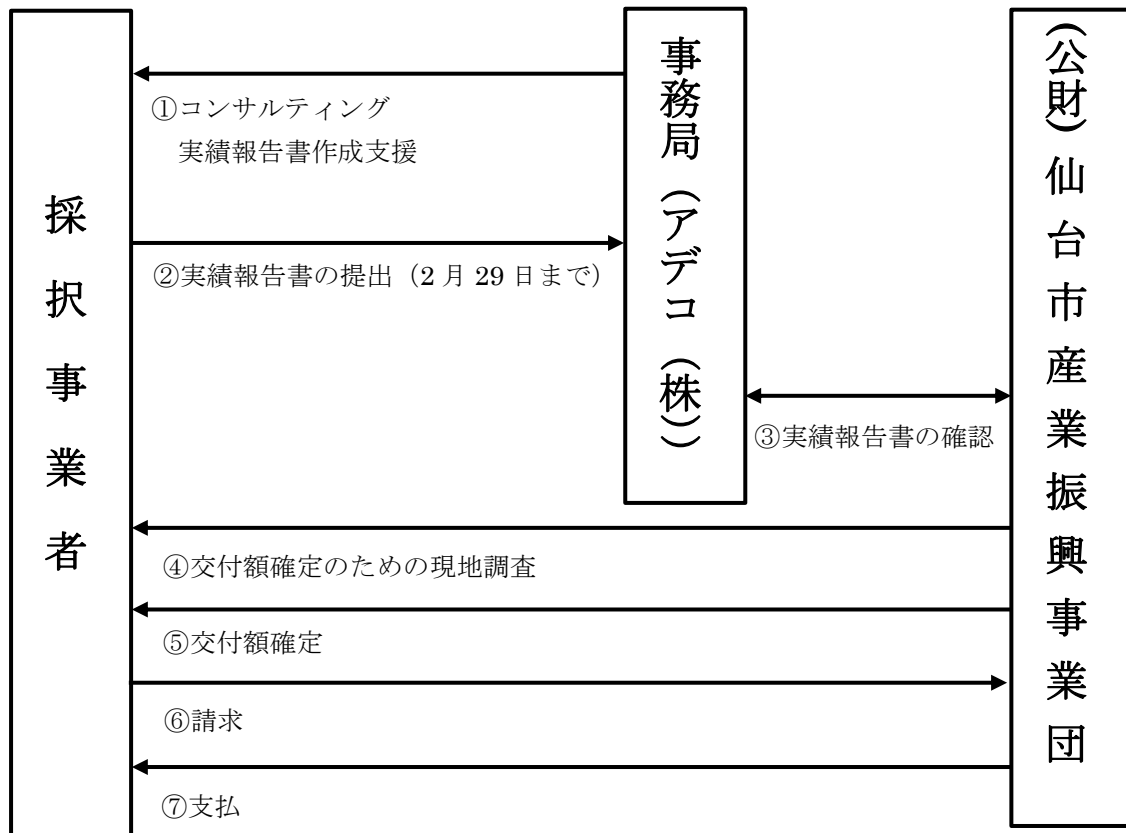 採択事業者
事務局（アデコ（株））
（公財）仙台市産業振興事業団
①コンサルティング
実績報告書作成支援
②実績報告書の提出（2月29日まで）
③実績報告書の確認
④交付額確定のための現地調査
⑤交付額確定
⑥請求
⑦支払